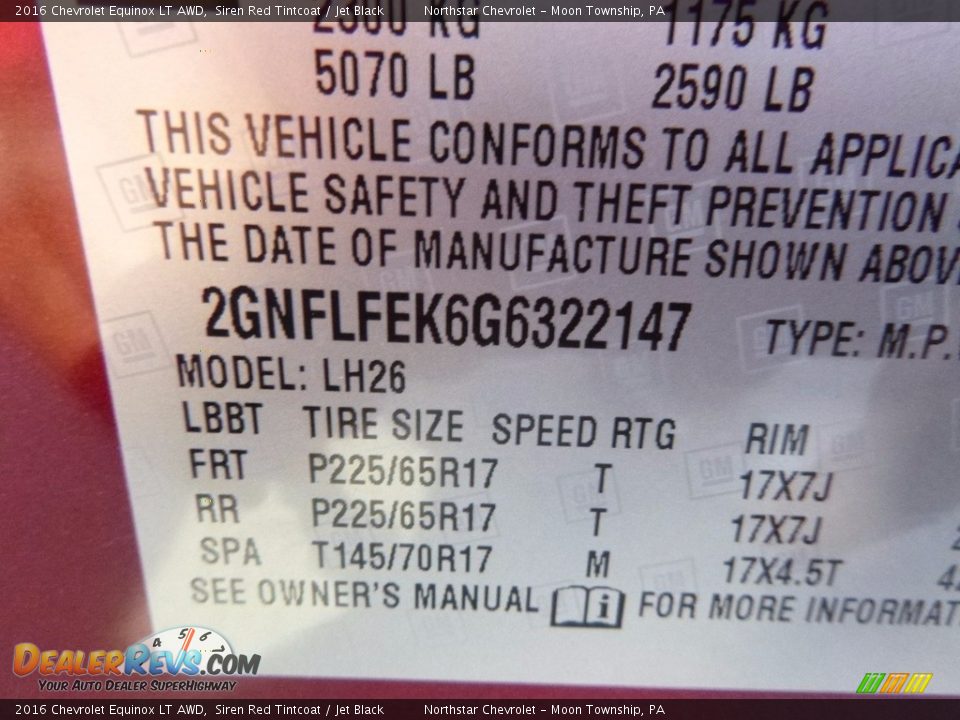 2016 Chevrolet Equinox LT AWD, Siren Red Tintcoat / Jet Black Northstar Chevrolet - Moon Township, PA
KG 1175 KG
5070 LB 2590 LB
THIS VEHICLE CONFORMS TO ALL APPLICA
VEHICLE SAFETY AND THEFT PREVENTION
THE DATE OF MANUFACTURE SHOWN ABOV
2GNFLFEK6G6322147 TYPE: M.P.
MODEL: LH26
LBBT TIRE SIZE SPEED RTG RIM
FRT P225/65R17 T 17X7J
RR P225/65R17 T 17X7J
SPA T145/70R17 M 17X4.5T
SEE OWNER'S MANUAL i FOR MORE INFORMAT
4 5 6
DEALERREVS.COM
YOUR AUTO DEALER SUPERHIGHWAY
2016 Chevrolet Equinox LT AWD, Siren Red Tintcoat / Jet Black Northstar Chevrolet - Moon Township, PA